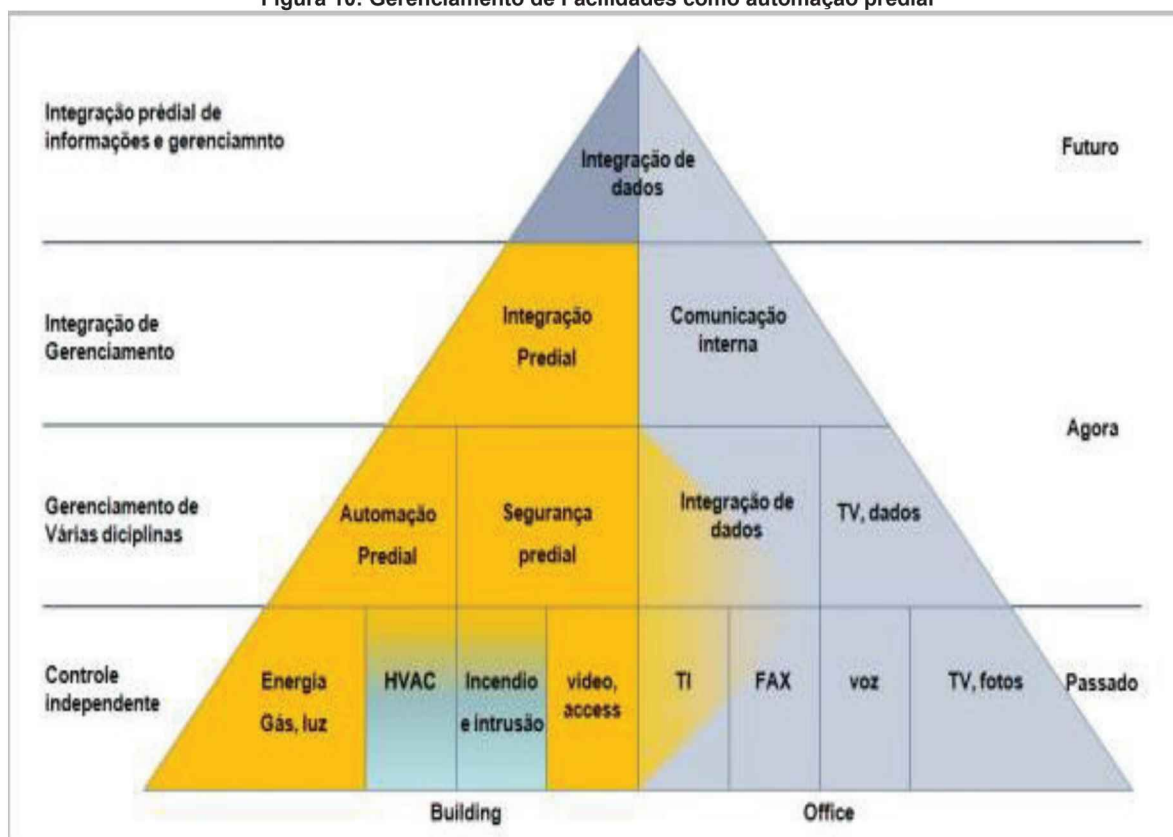 Figura 10: Gerenciamento de Facilidades como automação predial
Integração prédial de
informações e gerenciamnto
Integração de
dados
Futuro
Integração de
Gerenciamento
Integração
Predial
Comunicação
interna
Agora
Gerenciamento de
Várias diciplinas
Automação
Predial
Segurança
predial
Integração de
dados
TV, dados
Controle
independente
Energia
Gás, luz
HVAC
Incendio
e intrusão
video,
access
TI
FAX
voz
TV, fotos
Passado
Building
Office